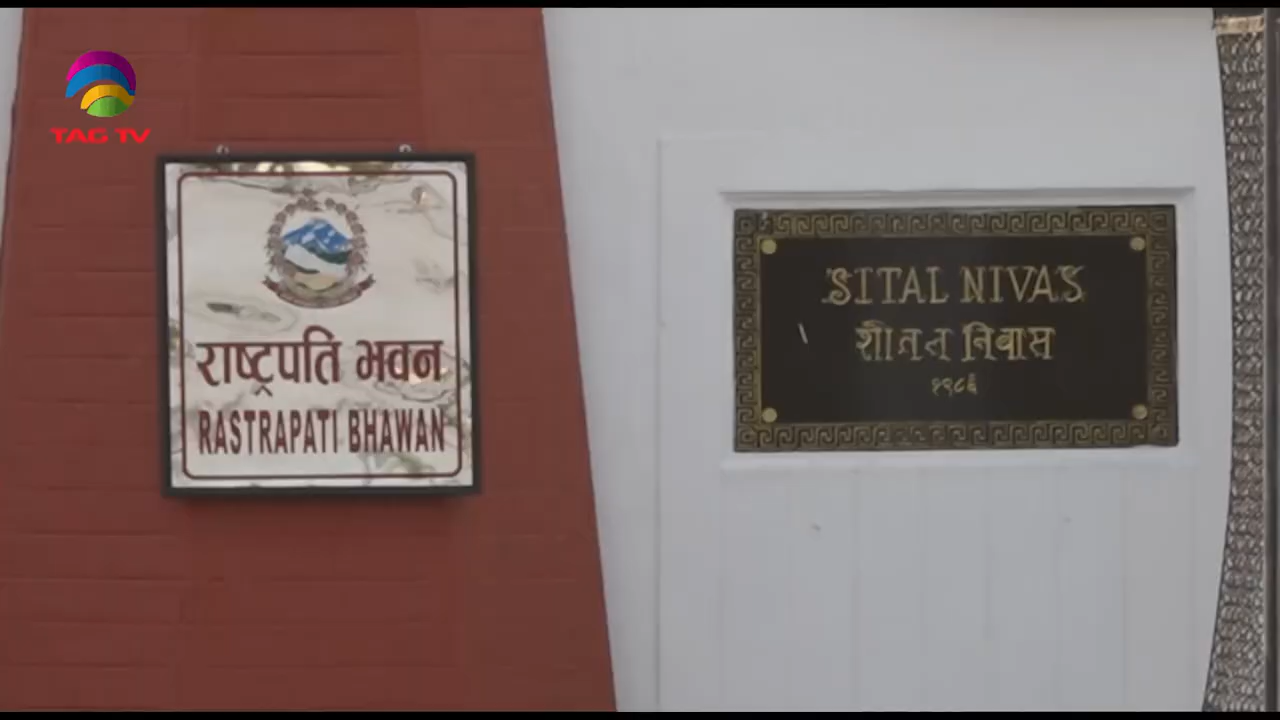 TAG TV
राष्ट्रपति भवन
RASTRAPATI BHAWAN
SITAL NIVAS
शीतल निवास